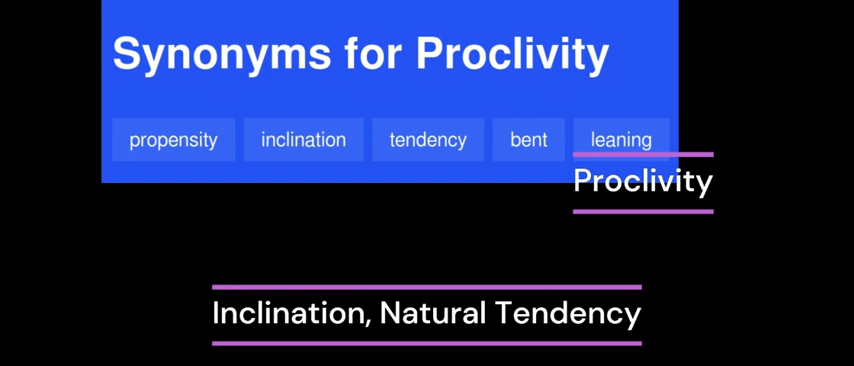 Synonyms for Proclivity
propensity inclination tendency bent leaning
Proclivity
Inclination, Natural Tendency